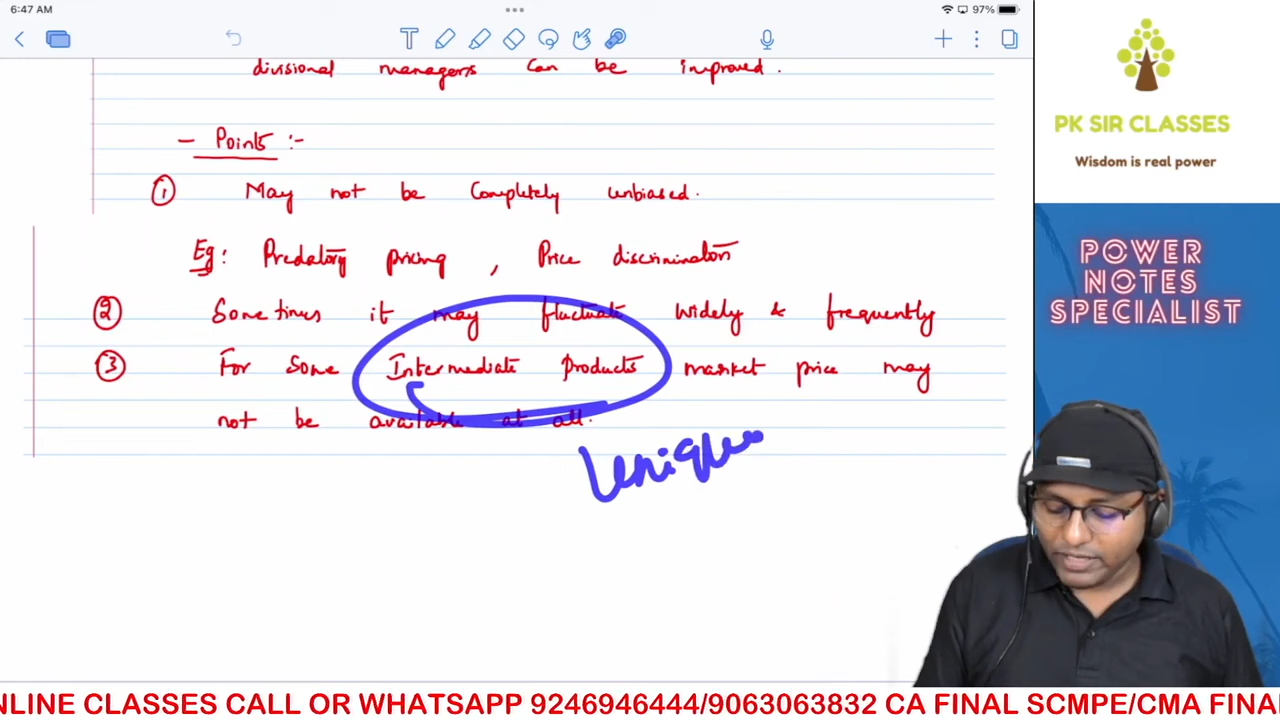 6:47 AM
97%
divisional managers can be improved.
- Points :-
① May not be completely unbiased.
Eg: Predatory pricing, Price discrimination
② Sometimes it may fluctuate widely & frequently
③ For some Intermediate Products market price may
not be available at all.
Unique
PK SIR CLASSES
Wisdom is real power
POWER
NOTES
SPECIALIST
NLINE CLASSES CALL OR WHATSAPP 9246946444/9063063832 CA FINAL SCMPE/CMA FINA